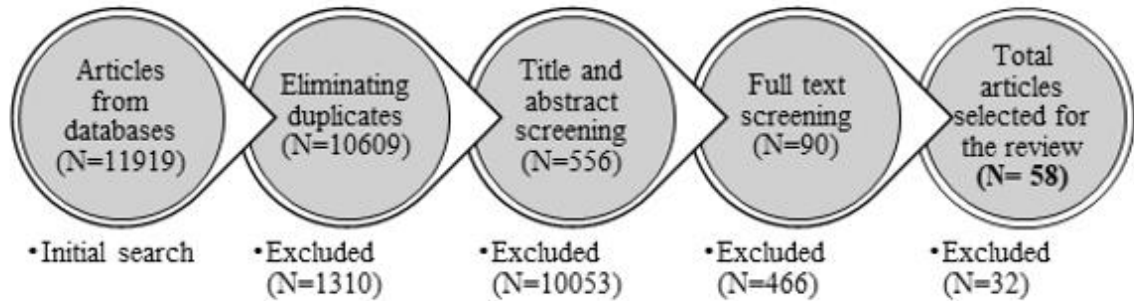 Articles
from
databases
(N=11919)
•Initial search
Eliminating
duplicates
(N=10609)
•Excluded
(N=1310)
Title and
abstract
screening
(N=556)
•Excluded
(N=10053)
Full text
screening
(N=90)
•Excluded
(N=466)
Total
articles
selected for
the review
(N= 58)
•Excluded
(N=32)